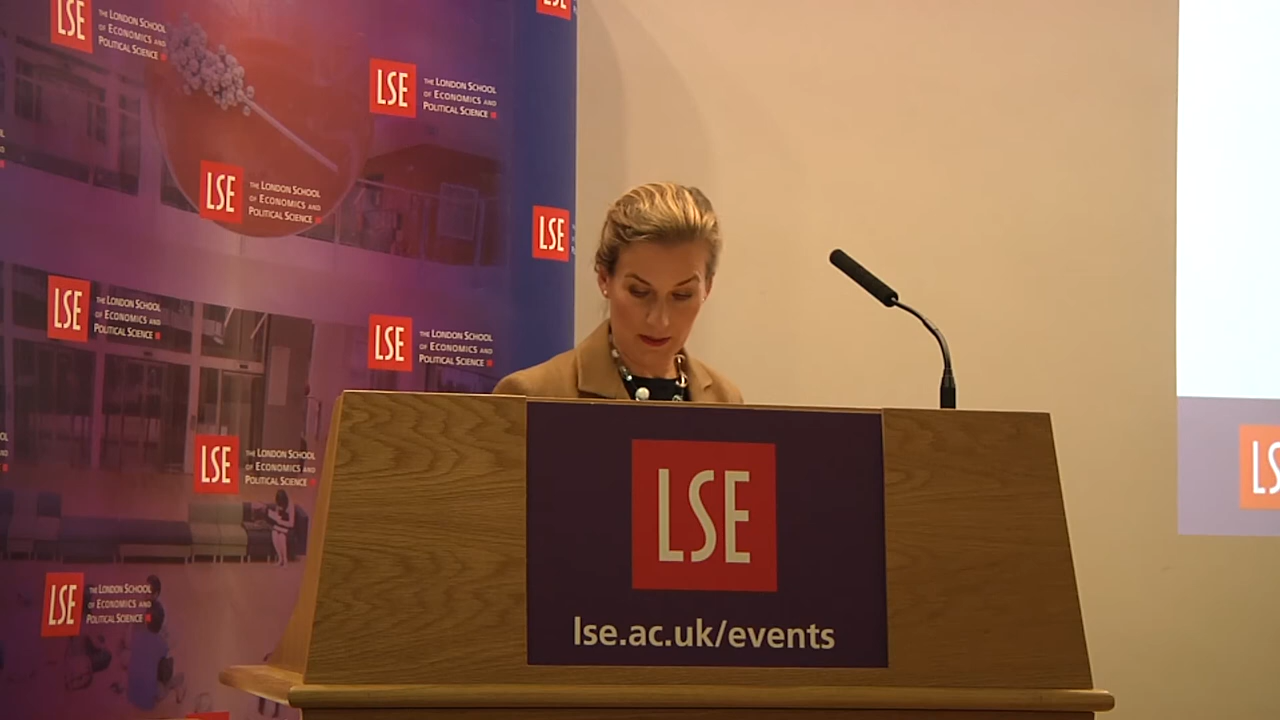 LSE
THE LONDON SCHOOL
OF ECONOMICS AND
POLITICAL SCIENCE
LSE
LSE
THE LONDON SCHOOL
OF ECONOMICS AND
POLITICAL SCIENCE
LSE
THE LONDON SCHOOL
OF ECONOMICS AND
POLITICAL SCIENCE
LSE
LSE
THE LONDON SCHOOL
OF ECONOMICS AND
POLITICAL SCIENCE
LSE
THE LONDON SCHOOL
OF ECONOMICS AND
POLITICAL SCIENCE
LSE
THE LONDON SCHOOL
OF ECONOMICS AND
POLITICAL SCIENCE
LSE
THE LONDON SCHOOL
OF ECONOMICS AND
POLITICAL SCIENCE
LSE
lse.ac.uk/events
LS